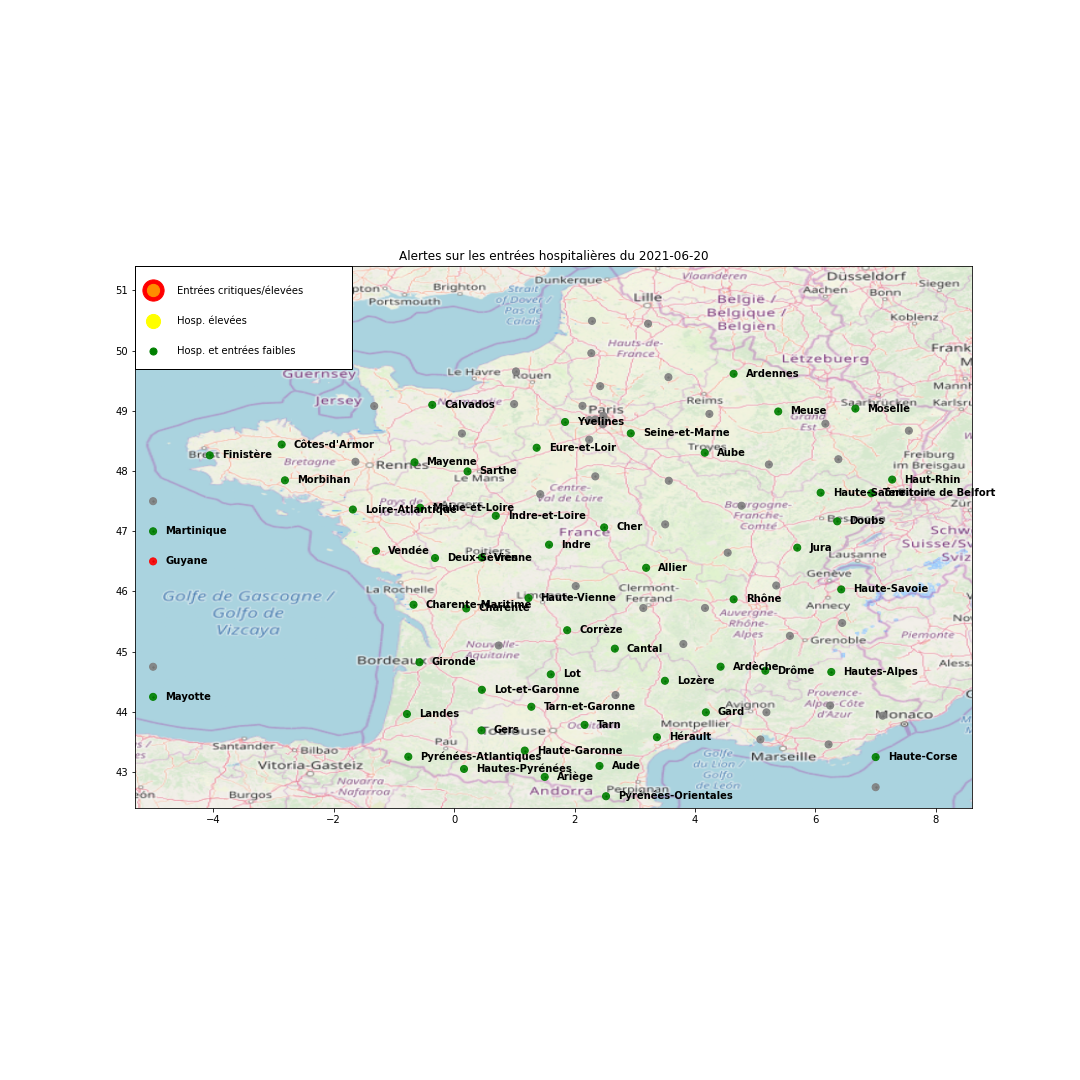 Alertes sur les entrées hospitalières du 2021-06-20
Entrées critiques/élevées
Hosp. élevées
Hosp. et entrées faibles
51
50
49
48
47
46
45
44
43
−4
−2
0
2
4
6
8
Brighton
Portsmouth
Strait
of Dover /
Pas de
Calais
Dunkerque
Lille
Vlaanderen
België /
Belgique /
Belgien
Düsseldorf
Aachen
Bonn
Siegen
Koblenz
Hauts-de-
France
Lëtzebuerg
Guernsey
Jersey
Le Havre
Rouen
Ardennes
Calvados
Paris
Reims
Meuse
Saarbrücken
Moselle
Grand
Est
Yvelines
Seine-et-Marne
Côtes-d'Armor
Finistère
Bretagne
Rennes
Mayenne
Eure-et-Loir
Troyes
Aube
Freiburg
im Breisgau
Morbihan
Sarthe
Le Mans
Haut-Rhin
Haute-Saône
Territoire de Belfort
Centre-
Val de Loire
Pays de
la Loire
Angers
Loire-Atlantique
Maine-et-Loire
Indre-et-Loire
Bourgogne-
Franche-
Comté
Besançon
Doubs
Martinique
Cher
France
Guyane
Vendée
Poitiers
Deux-Sèvres
Vienne
Indre
Jura
Lausanne
Genève
Allier
La Rochelle
Limoges
Haute-Vienne
Clermont-
Ferrand
Rhône
Haute-Savoie
Annecy
Golfe de Gascogne /
Golfo de
Vizcaya
Charente-Maritime
Charente
Auvergne-
Rhône-
Alpes
Corrèze
Cantal
Grenoble
Piemonte
Nouvelle-
Aquitaine
Bordeaux
Gironde
Mayotte
Lot
Lozère
Ardèche
Drôme
Hautes-Alpes
Lot-et-Garonne
Tarn-et-Garonne
Landes
Gard
Avignon
Provence-
Alpes-Côte
d'Azur
Monaco
Gers
Toulouse
Tarn
Occitanie
Montpellier
Hérault
Santander
Bilbao
Vitoria-Gasteiz
Pau
Pyrénées-Atlantiques
Hautes-Pyrénées
Haute-Garonne
Aude
Ariège
Golfe
du Lion /
Golfo
de León
Marseille
Haute-Corse
Burgos
Navarra
- Nafarroa
Andorra
Perpignan
Pyrénées-Orientales